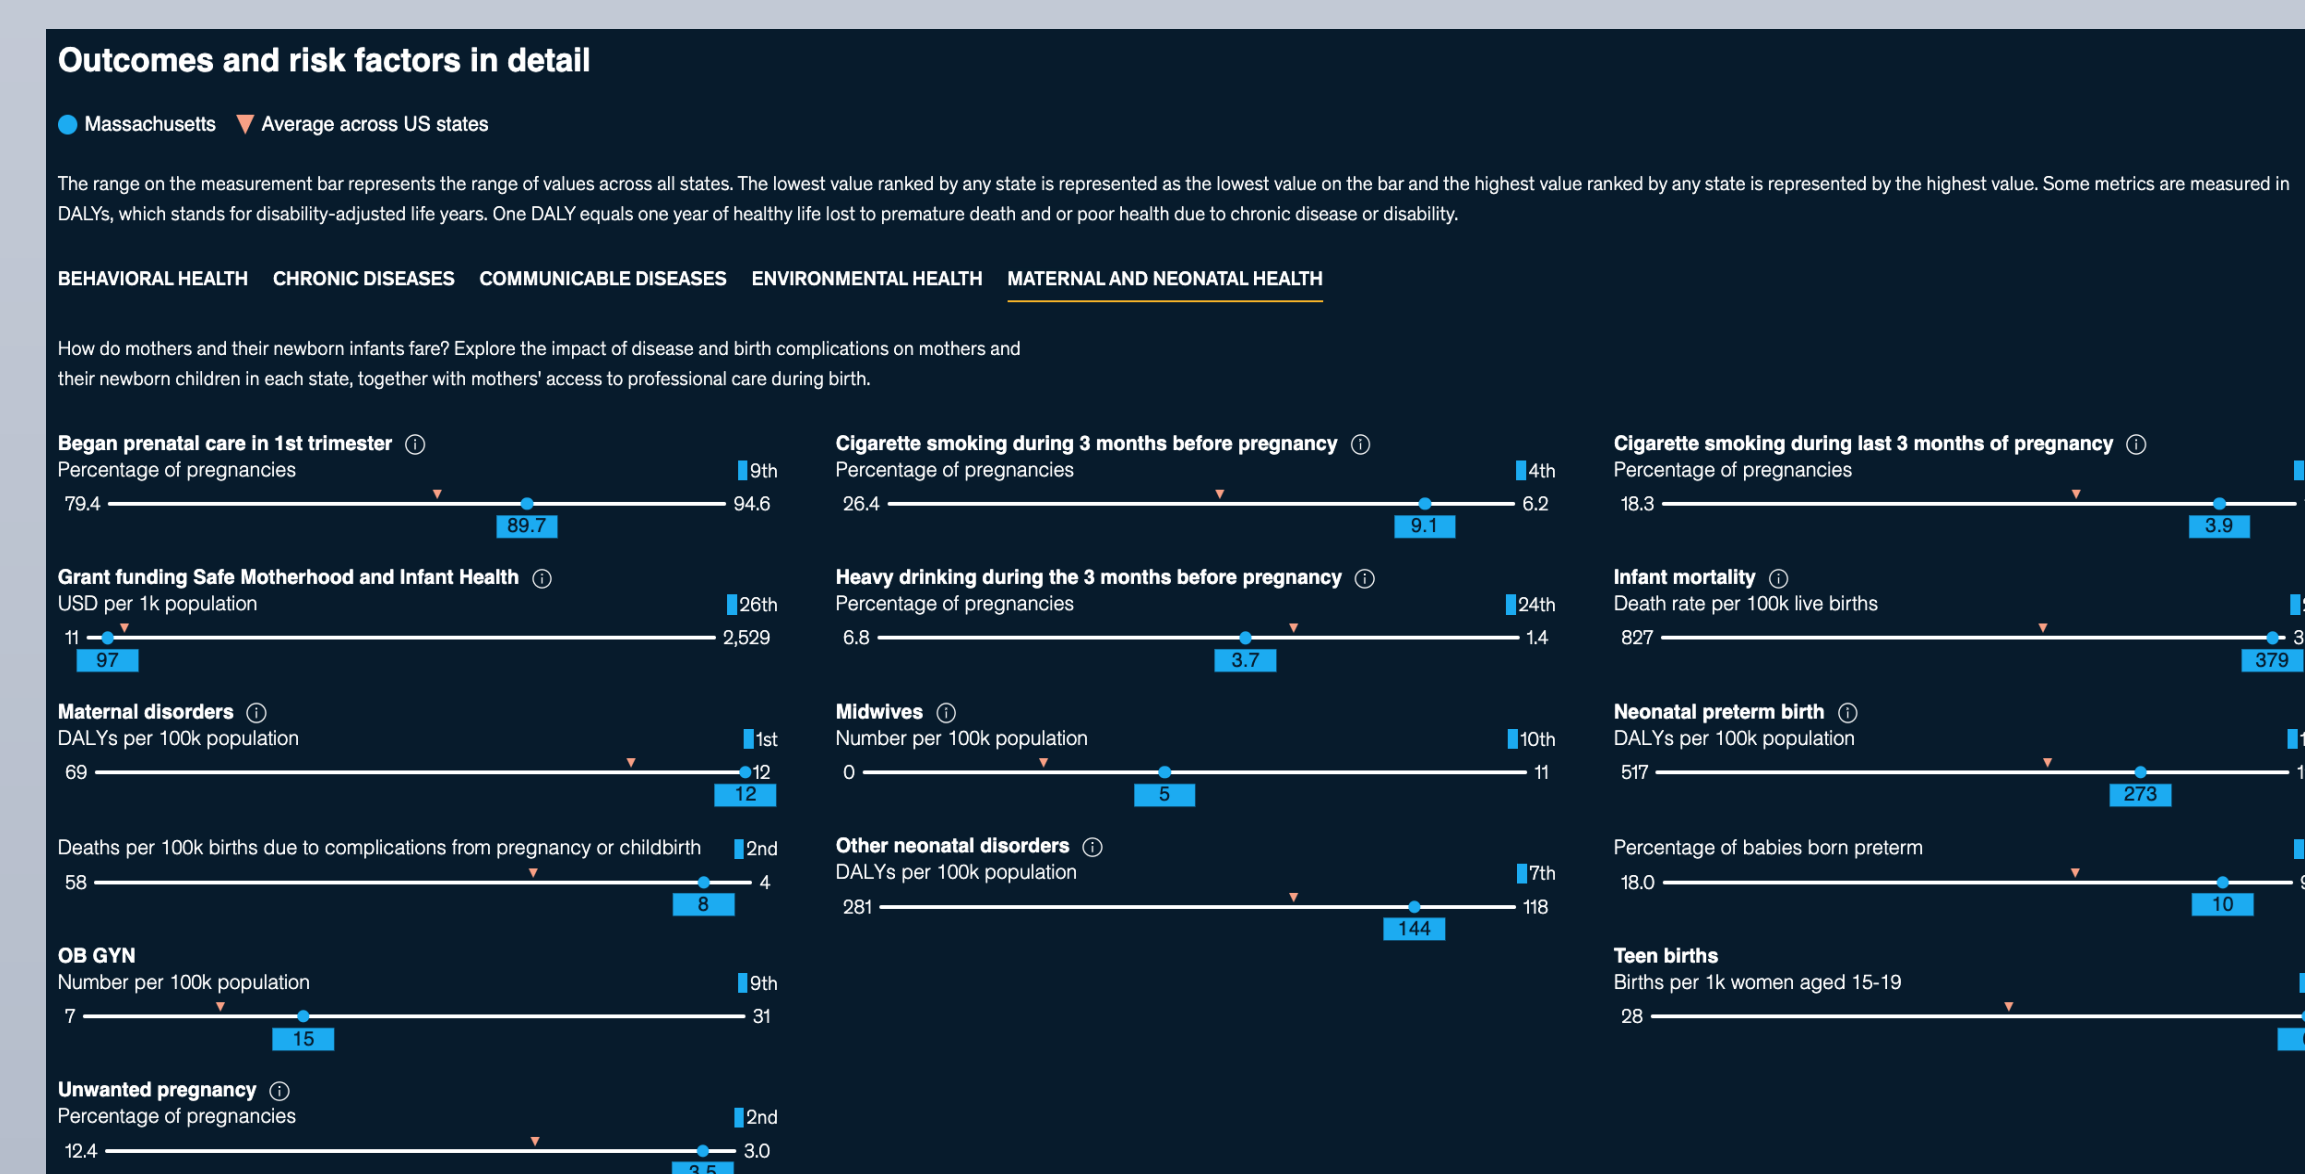 Outcomes and risk factors in detail
Massachusetts Average across US states
The range on the measurement bar represents the range of values across all states. The lowest value ranked by any state is represented as the lowest value on the bar and the highest value ranked by any state is represented by the highest value. Some metrics are measured in
DALYs, which stands for disability-adjusted life years. One DALY equals one year of healthy life lost to premature death and or poor health due to chronic disease or disability.
BEHAVIORAL HEALTH CHRONIC DISEASES COMMUNICABLE DISEASES ENVIRONMENTAL HEALTH MATERNAL AND NEONATAL HEALTH
How do mothers and their newborn infants fare? Explore the impact of disease and birth complications on mothers and
their newborn children in each state, together with mothers' access to professional care during birth.
Began prenatal care in 1st trimester
Percentage of pregnancies 9th
79.4 94.6
89.7
Cigarette smoking during 3 months before pregnancy
Percentage of pregnancies 4th
26.4 6.2
9.1
Cigarette smoking during last 3 months of pregnancy
Percentage of pregnancies
18.3
3.9
Grant funding Safe Motherhood and Infant Health
USD per 1k population 26th
11 2,529
97
Heavy drinking during the 3 months before pregnancy
Percentage of pregnancies 24th
6.8 1.4
3.7
Infant mortality
Death rate per 100k live births
827
379
Maternal disorders
DALYs per 100k population 1st
69 12
12
Midwives
Number per 100k population 10th
0 11
5
Neonatal preterm birth
DALYs per 100k population
517
273
Deaths per 100k births due to complications from pregnancy or childbirth 2nd
58 4
8
Other neonatal disorders
DALYs per 100k population 7th
281 118
144
Percentage of babies born preterm
18.0
10
OB GYN
Number per 100k population 9th
7 31
15
Teen births
Births per 1k women aged 15-19
28
Unwanted pregnancy
Percentage of pregnancies 2nd
12.4 3.0
3.5